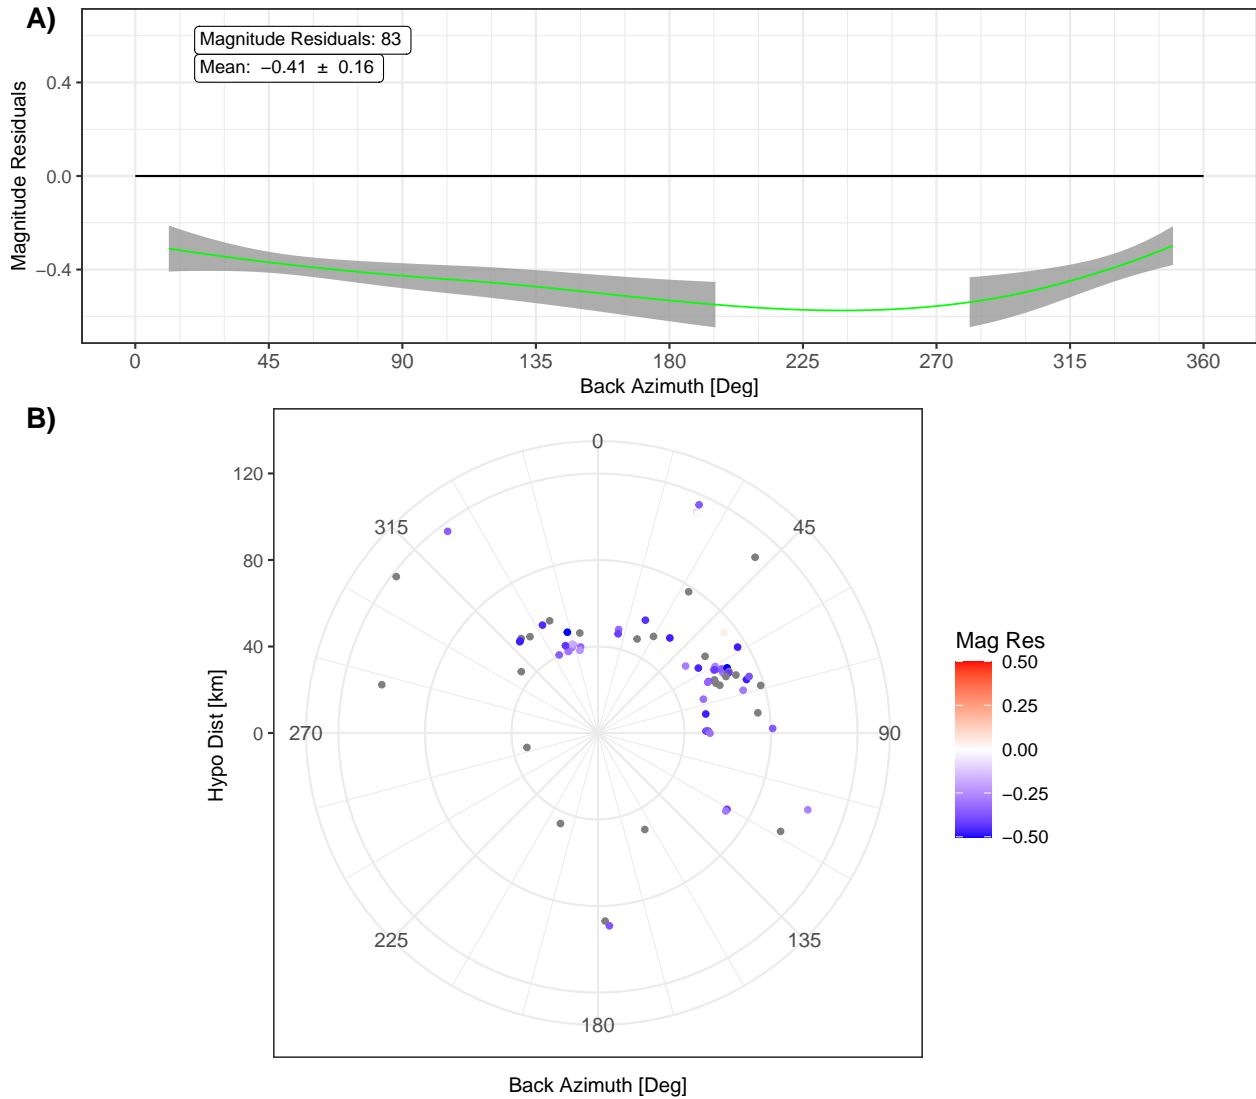 A)
Magnitude Residuals: 83
Mean: −0.41 ± 0.16
Magnitude Residuals
0.4
0.0
−0.4
0 45 90 135 180 225 270 315 360
Back Azimuth [Deg]
B)
Hypo Dist [km]
120
80
40
0
0
45
90
135
180
225
270
315
Back Azimuth [Deg]
Mag Res
0.50
0.25
0.00
−0.25
−0.50